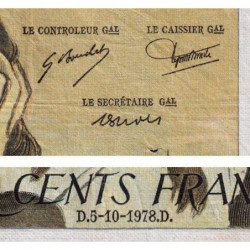 LE CONTROLEUR GAL LE CAISSIER GAL
LE SECRÉTAIRE GAL
CENTS FRAN
D.5-10-1978.D.